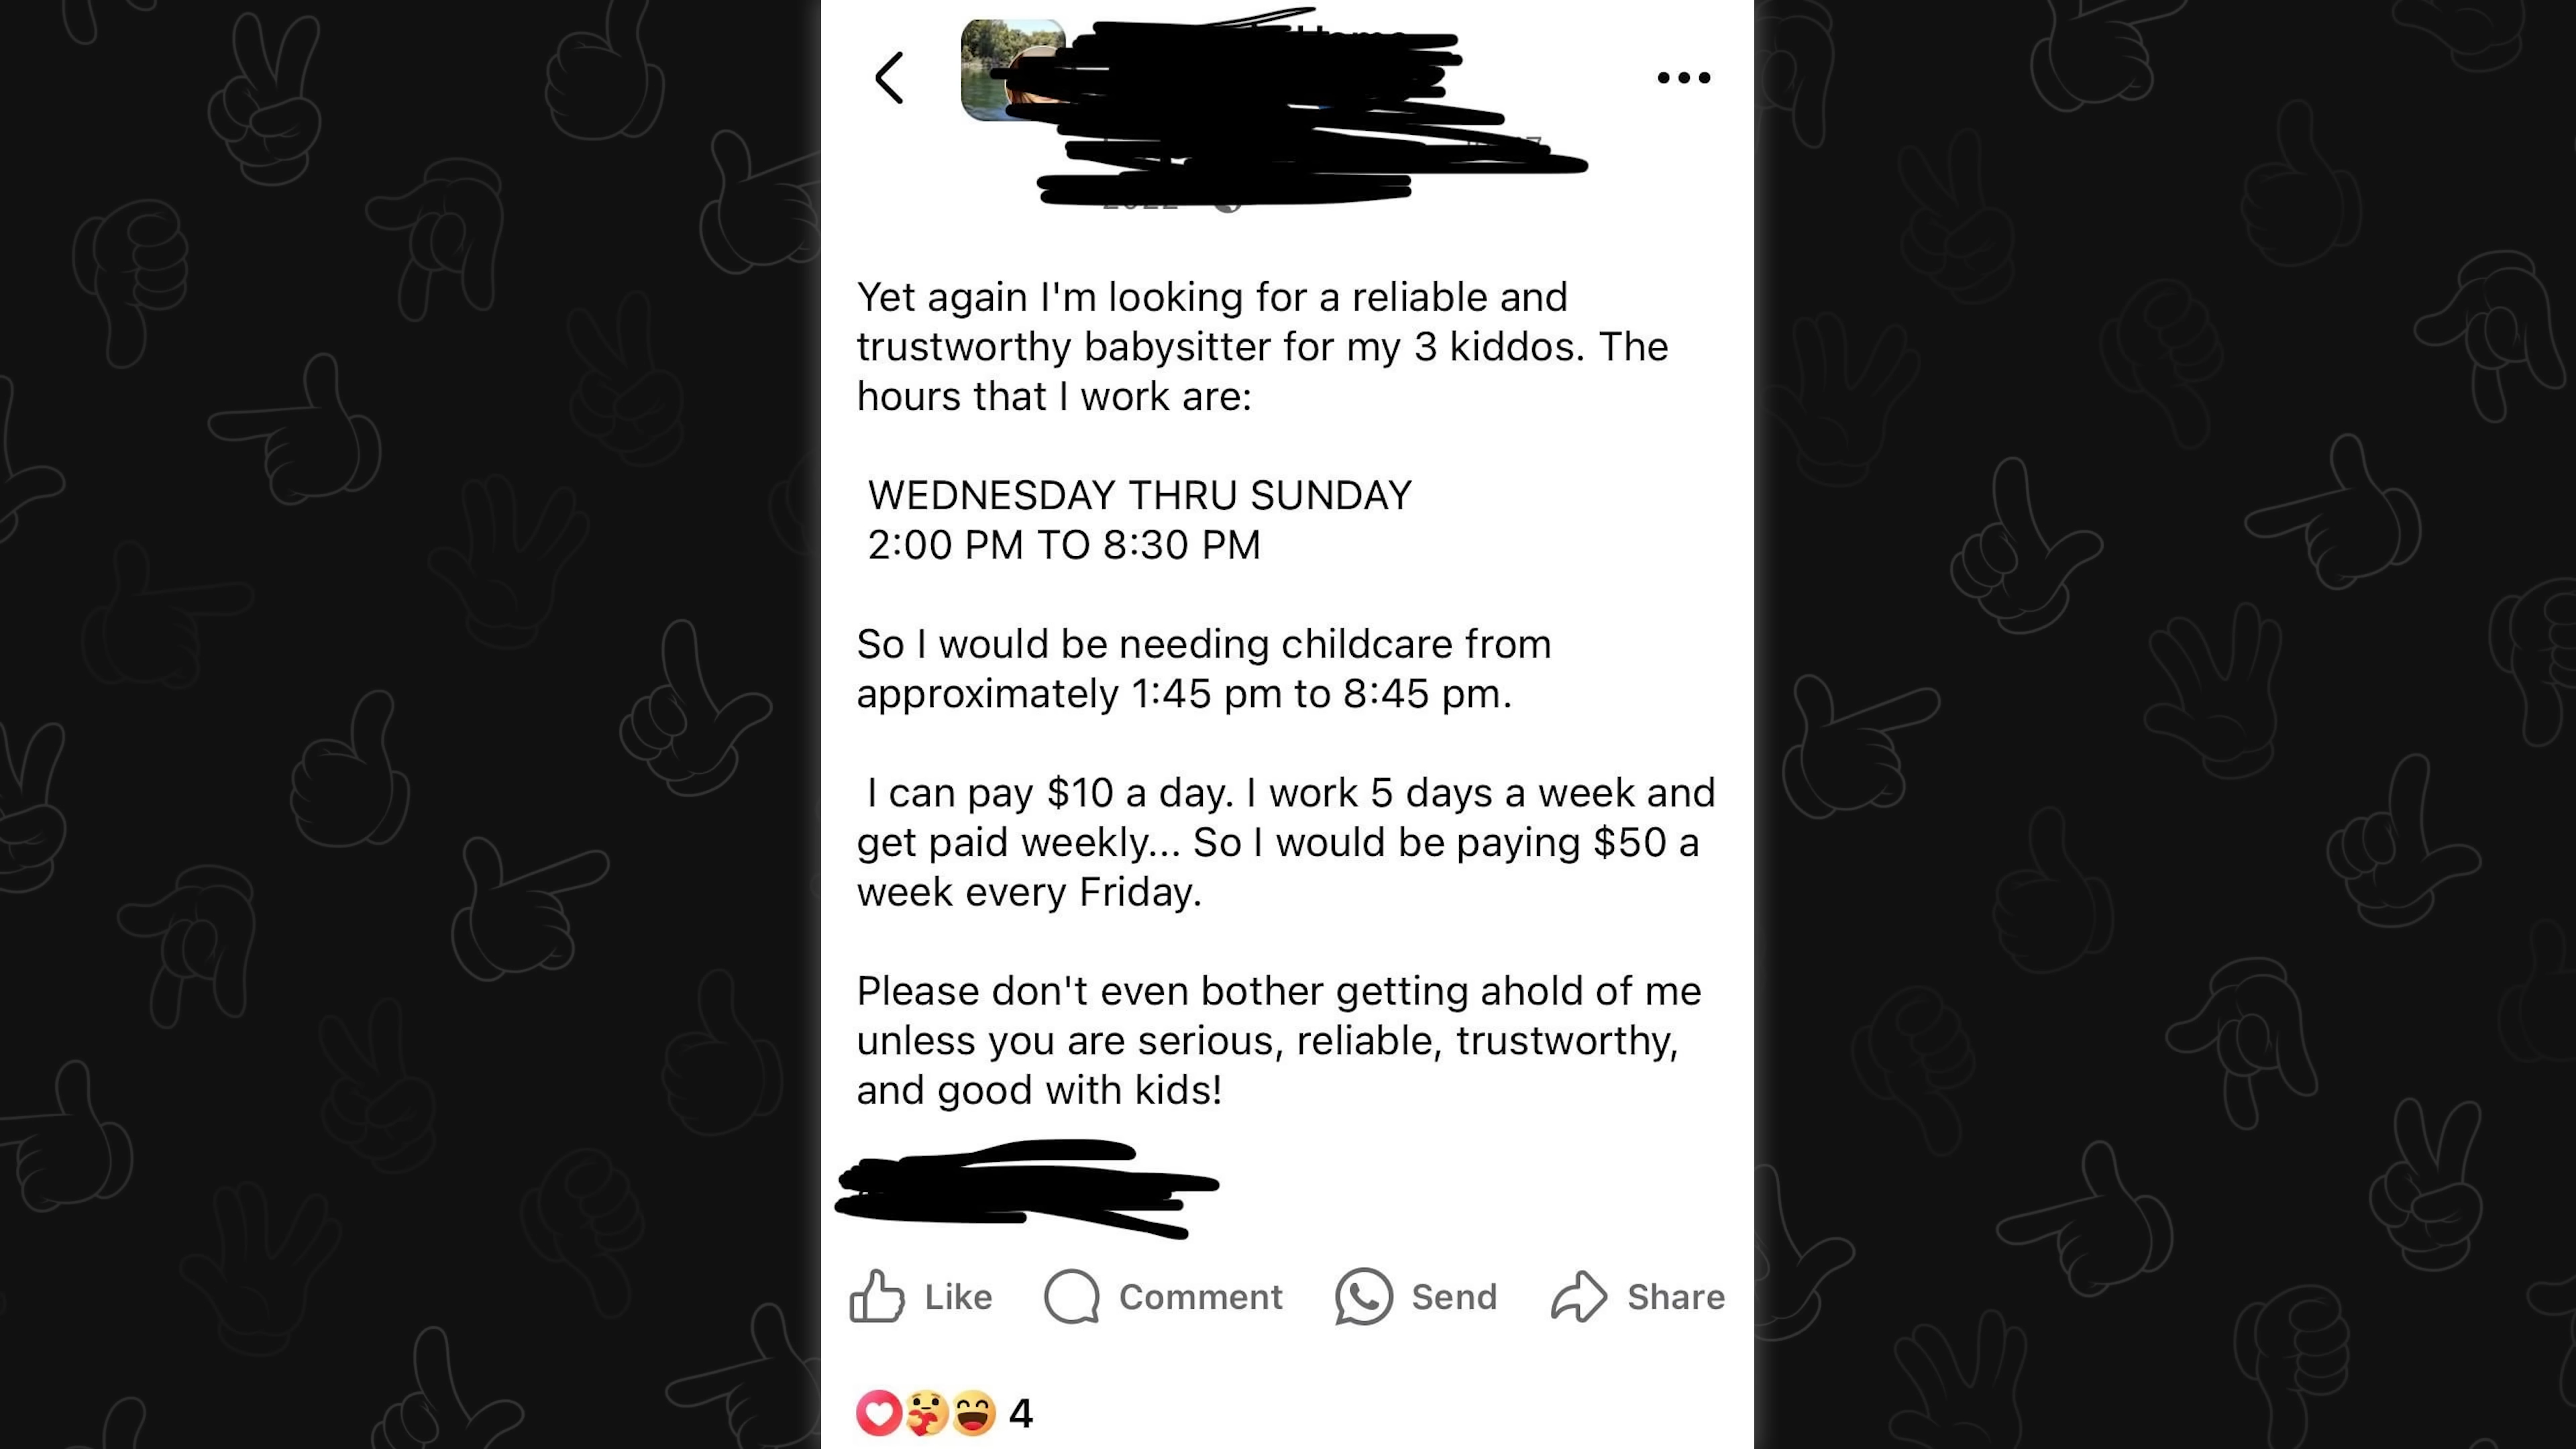 Yet again I'm looking for a reliable and
trustworthy babysitter for my 3 kiddos. The
hours that I work are:
WEDNESDAY THRU SUNDAY
2:00 PM TO 8:30 PM
So I would be needing childcare from
approximately 1:45 pm to 8:45 pm.
I can pay $10 a day. I work 5 days a week and
get paid weekly... So I would be paying $50 a
week every Friday.
Please don't even bother getting ahold of me
unless you are serious, reliable, trustworthy,
and good with kids!
Like Comment Send Share
4